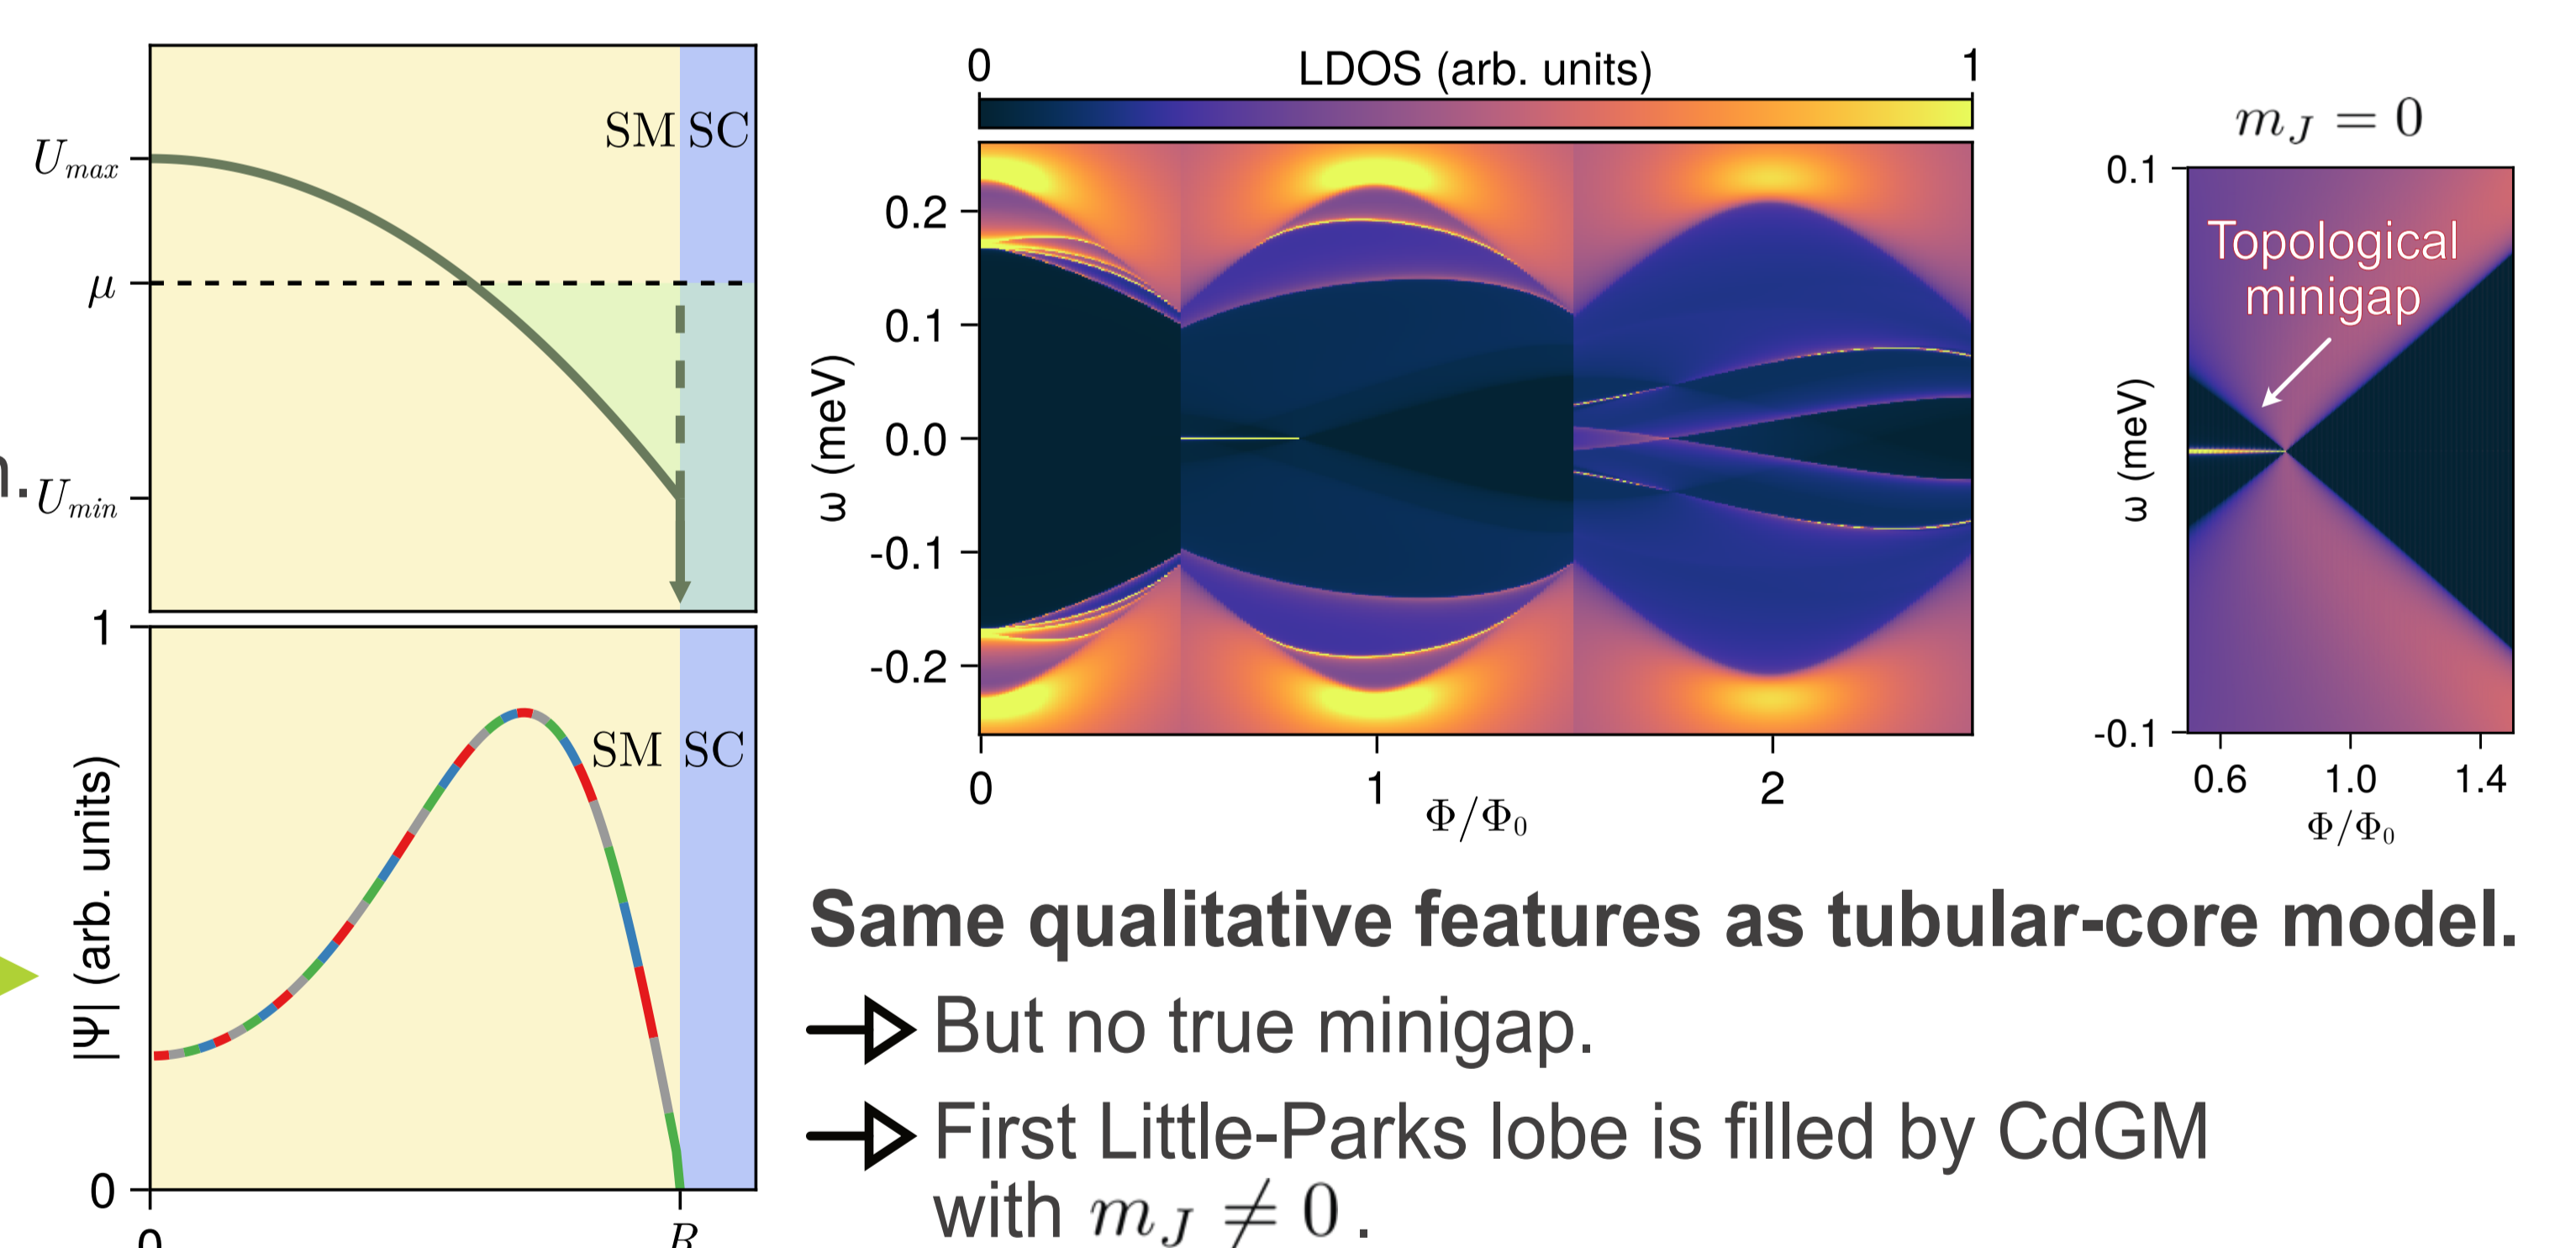 SM SC
U_max
μ
n.
U_min
1
SM SC
|Ψ| (arb. units)
0
0 R
0 LDOS (arb. units) 1
0.2
0.1
0.0
-0.1
-0.2
ω (meV)
0 1 2
Φ/Φ₀
m_J = 0
0.1
Topological
minigap
ω (meV)
-0.1
0.6 1.0 1.4
Φ/Φ₀
Same qualitative features as tubular-core model.
But no true minigap.
First Little-Parks lobe is filled by CdGM
with m_J ≠ 0 .